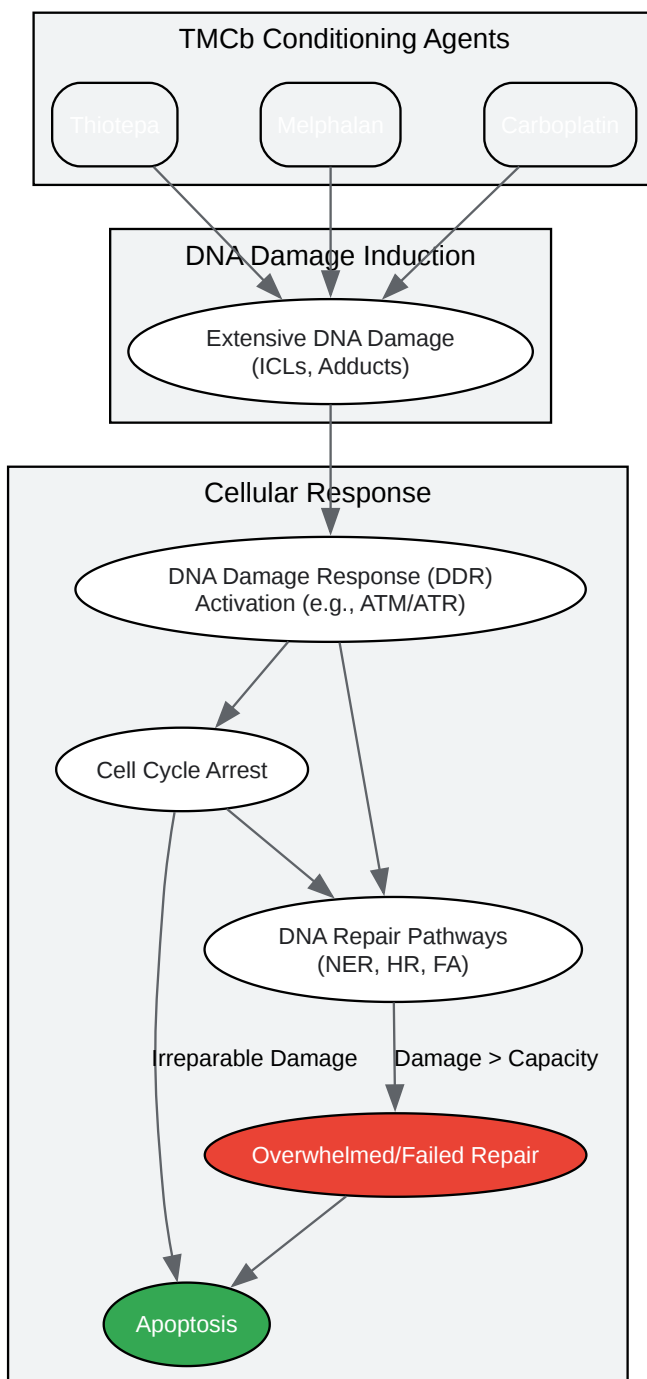 TMCb Conditioning Agents
Thiotepa
Melphalan
Carboplatin
DNA Damage Induction
Extensive DNA Damage
(ICLs, Adducts)
Cellular Response
DNA Damage Response (DDR)
Activation (e.g., ATM/ATR)
Cell Cycle Arrest
DNA Repair Pathways
(NER, HR, FA)
Irreparable Damage
Damage > Capacity
Overwhelmed/Failed Repair
Apoptosis